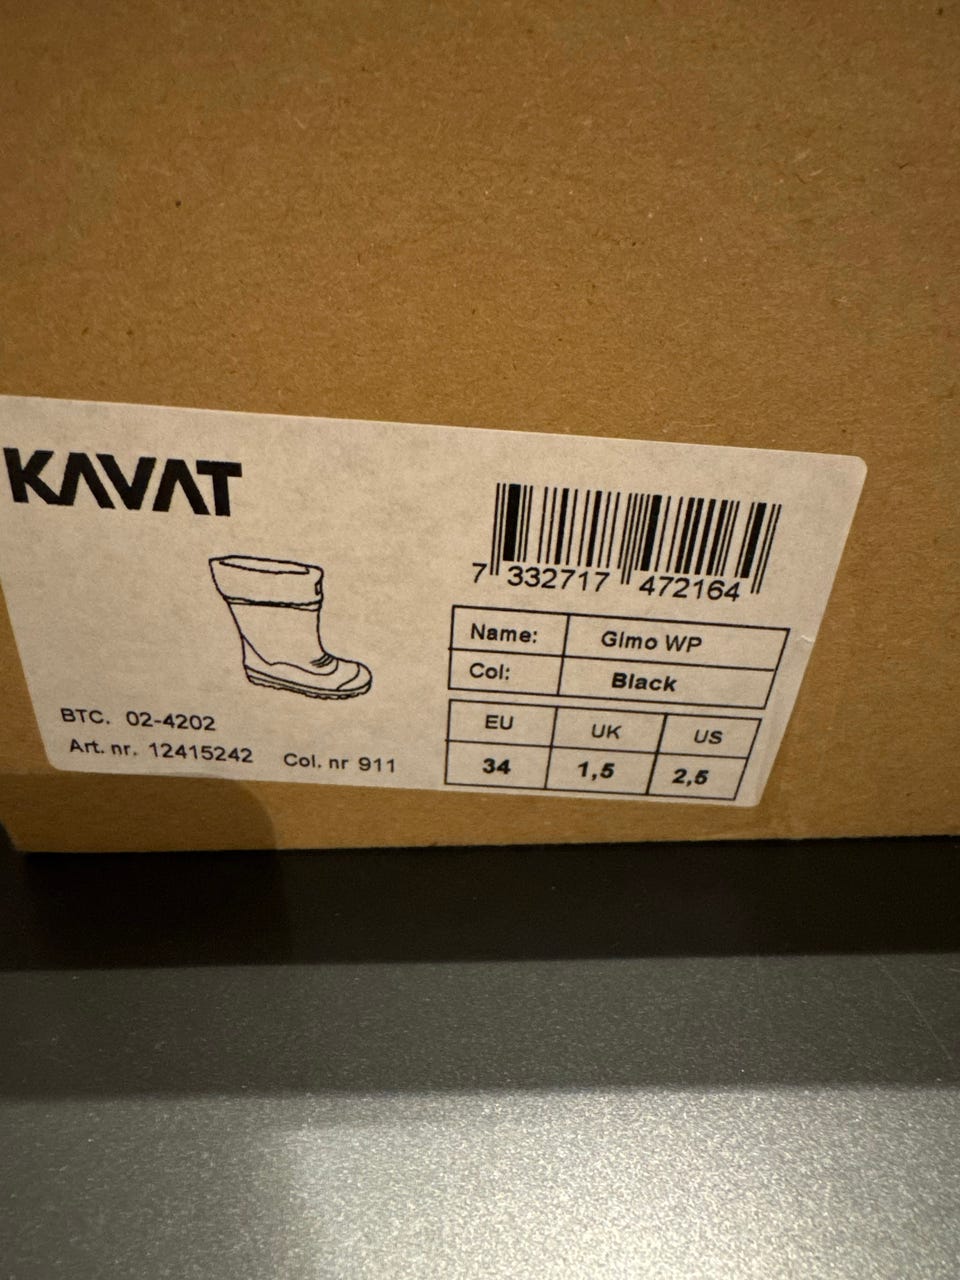 KAVAT
7 332717 472164
Name: Glmo WP
Col: Black
EU UK US
34 1,5 2,5
BTC. 02-4202
Art. nr. 12415242 Col. nr 911